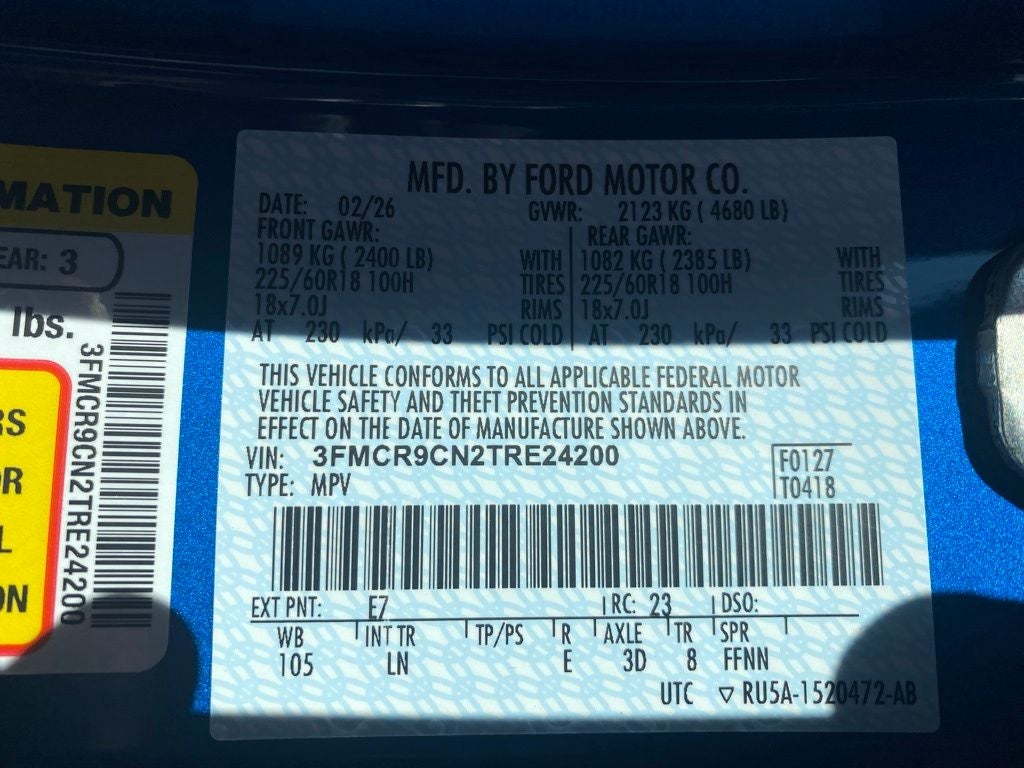 MATION
EAR: 3
lbs.
3FMCR9CN2TRE24200
RS
R
L
ON
MFD. BY FORD MOTOR CO.
DATE: 02/26 GVWR: 2123 KG ( 4680 LB)
FRONT GAWR: REAR GAWR:
1089 KG ( 2400 LB) WITH 1082 KG ( 2385 LB) WITH
225/60R18 100H TIRES 225/60R18 100H TIRES
18x7.0J RIMS 18x7.0J RIMS
AT 230 kPa/ 33 PSI COLD AT 230 kPa/ 33 PSI COLD
THIS VEHICLE CONFORMS TO ALL APPLICABLE FEDERAL MOTOR
VEHICLE SAFETY AND THEFT PREVENTION STANDARDS IN
EFFECT ON THE DATE OF MANUFACTURE SHOWN ABOVE.
VIN: 3FMCR9CN2TRE24200 F0127
TYPE: MPV T0418
EXT PNT: E7 RC: 23 DSO:
WB INT TR TP/PS R AXLE TR SPR
105 LN E 3D 8 FFNN
UTC ▽ RU5A-1520472-AB